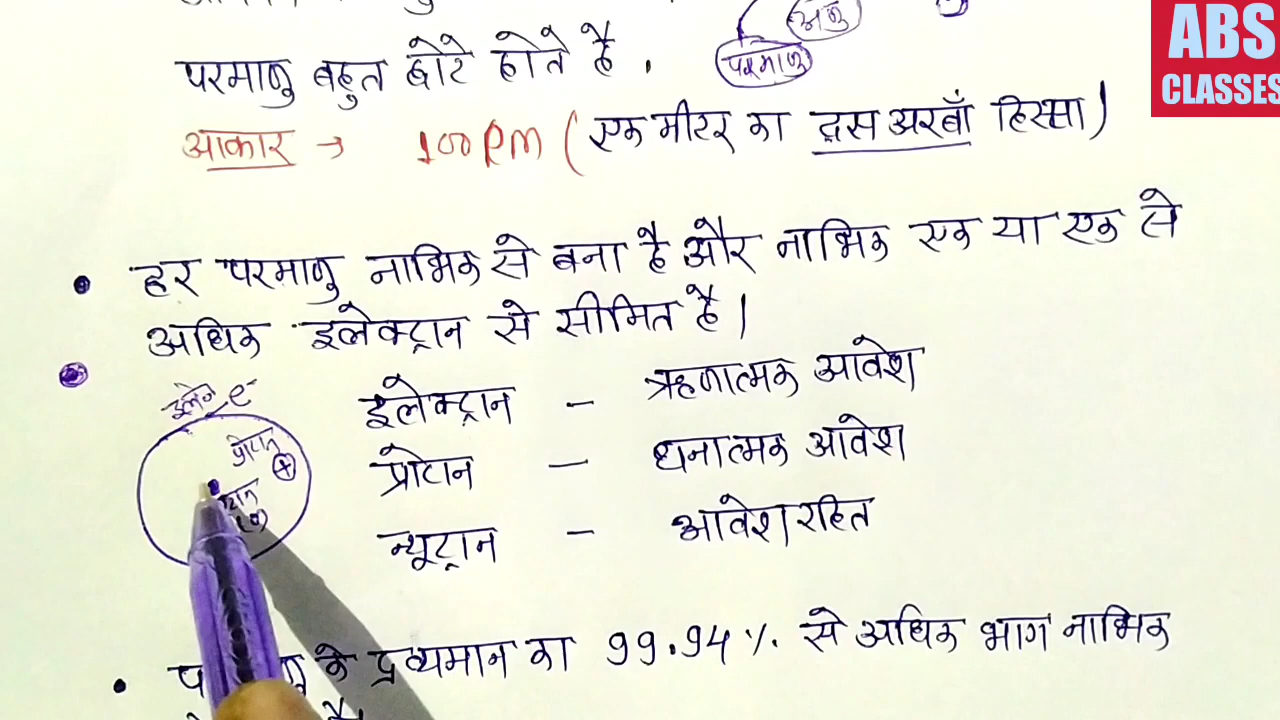 ABS
CLASSES
अणु
परमाणु
परमाणु बहुत छोटे होते है .
आकार → 100 pm ( एक मीटर का दस अरबाँ हिस्सा )
• हर परमाणु नाभिक से बना है और नाभिक एक या एक से
अधिक इलेक्ट्रान से सीमित है।
e⁻
प्रोटान
+
इलेक्ट्रान – ऋणात्मक आवेश
प्रोटान – धनात्मक आवेश
न्यूट्रान – आवेश रहित
• के द्रव्यमान का 99.94 % से अधिक भाग नाभिक